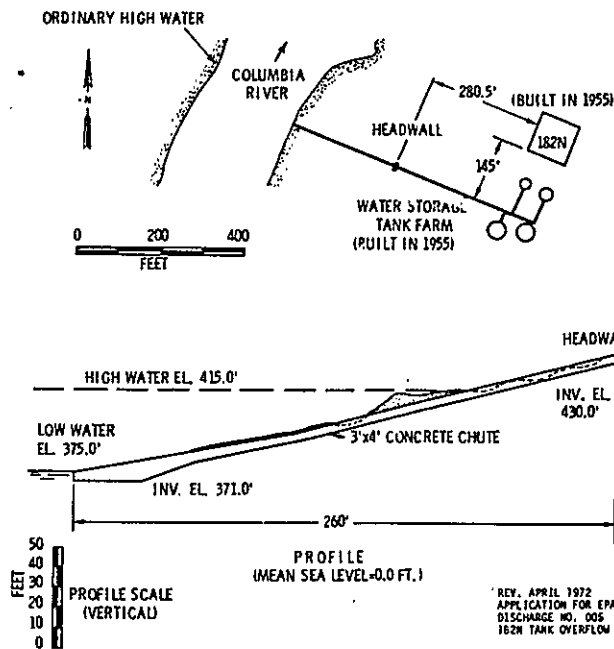 ORDINARY HIGH WATER
COLUMBIA
RIVER
N
280.5'
(BUILT IN 1955)
HEADWALL
182N
145'
WATER STORAGE
TANK FARM
(BUILT IN 1955)
0 200 400
FEET
HEADWA
HIGH WATER EL. 415.0'
INV. EL.
430.0'
LOW WATER
EL. 375.0'
3'x4' CONCRETE CHUTE
INV. EL. 371.0'
260'
50
40
30
20
10
0
FEET
PROFILE SCALE
(VERTICAL)
PROFILE
(MEAN SEA LEVEL=0.0 FT.)
REV. APRIL 1972
APPLICATION FOR EPA
DISCHARGE NO. 005
182N TANK OVERFLOW